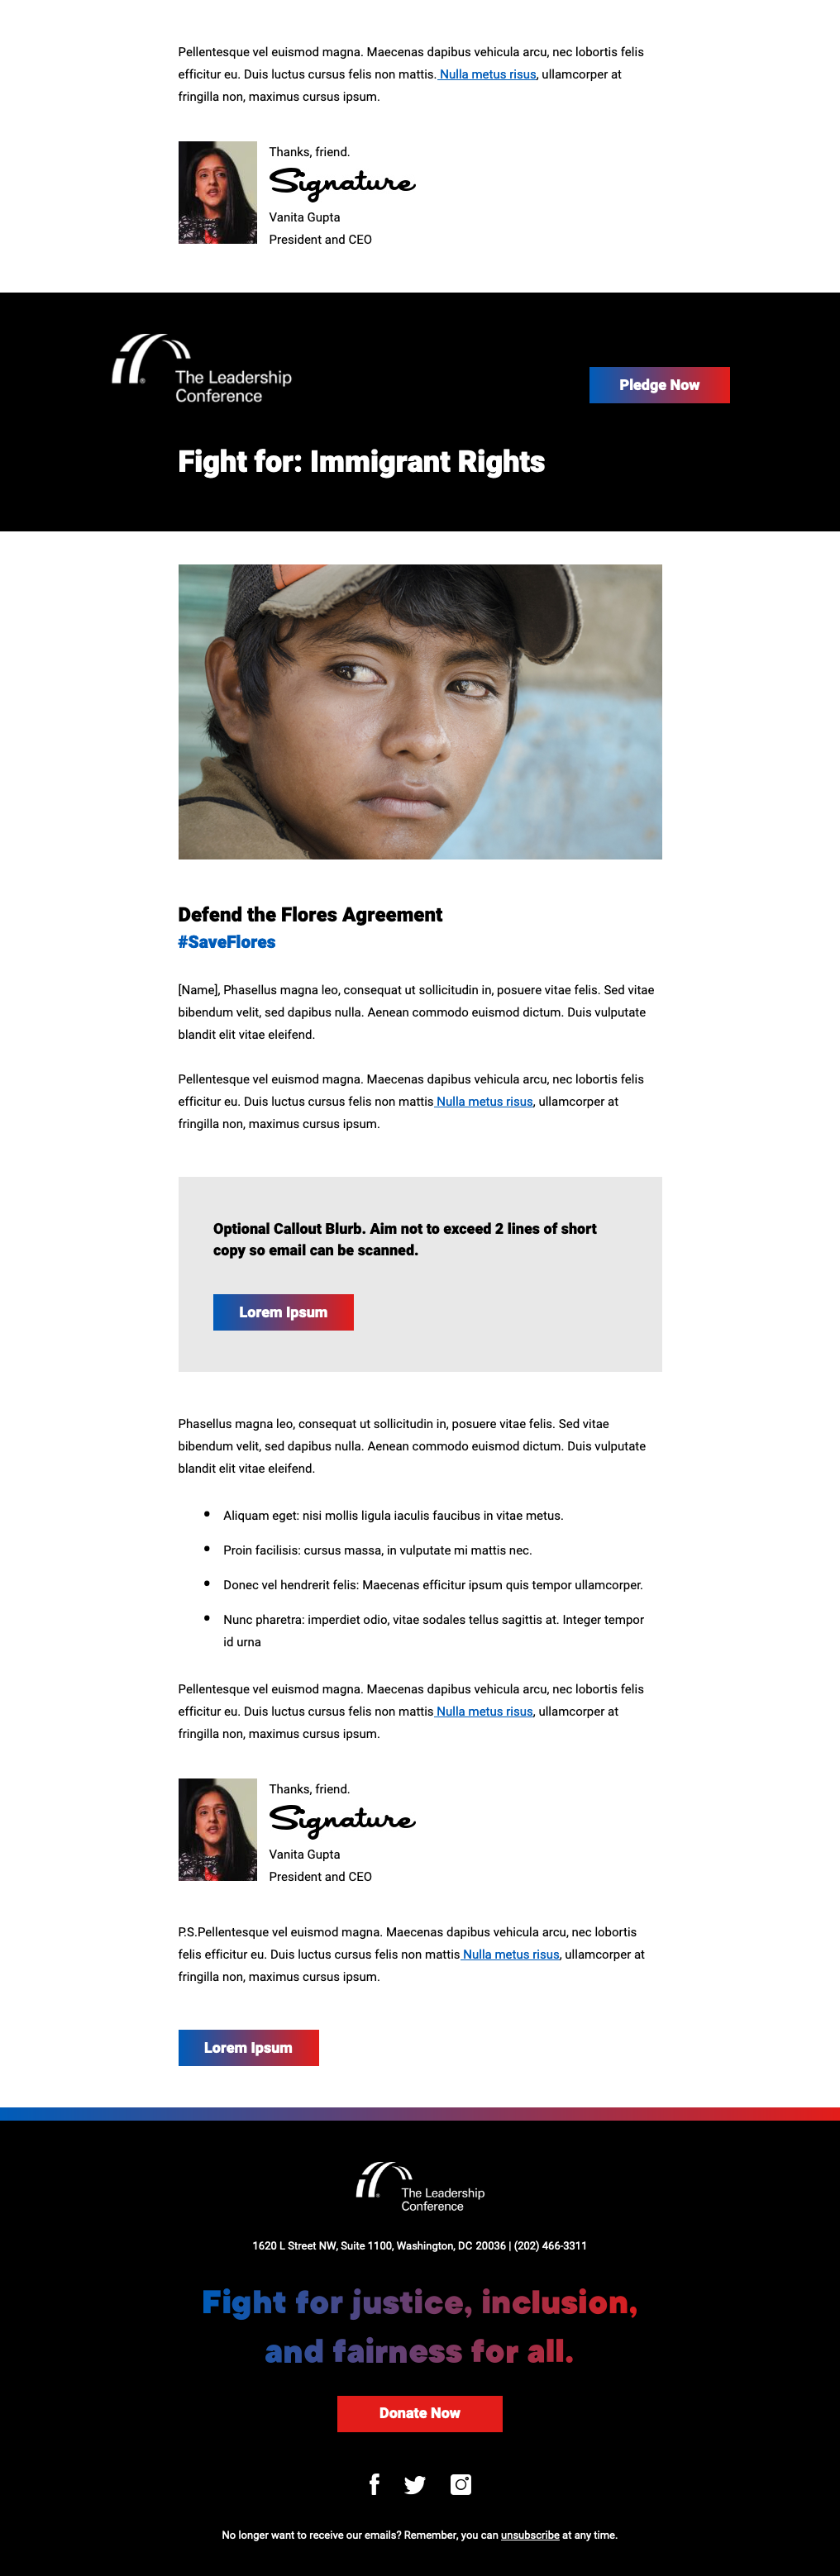 Pellentesque vel euismod magna. Maecenas dapibus vehicula arcu, nec lobortis felis
efficitur eu. Duis luctus cursus felis non mattis. Nulla metus risus, ullamcorper at
fringilla non, maximus cursus ipsum.
Thanks, friend.
Signature
Vanita Gupta
President and CEO
The Leadership
Conference
Pledge Now
Fight for: Immigrant Rights
Defend the Flores Agreement
#SaveFlores
[Name], Phasellus magna leo, consequat ut sollicitudin in, posuere vitae felis. Sed vitae
bibendum velit, sed dapibus nulla. Aenean commodo euismod dictum. Duis vulputate
blandit elit vitae eleifend.
Pellentesque vel euismod magna. Maecenas dapibus vehicula arcu, nec lobortis felis
efficitur eu. Duis luctus cursus felis non mattis Nulla metus risus, ullamcorper at
fringilla non, maximus cursus ipsum.
Optional Callout Blurb. Aim not to exceed 2 lines of short
copy so email can be scanned.
Lorem Ipsum
Phasellus magna leo, consequat ut sollicitudin in, posuere vitae felis. Sed vitae
bibendum velit, sed dapibus nulla. Aenean commodo euismod dictum. Duis vulputate
blandit elit vitae eleifend.
• Aliquam eget: nisi mollis ligula iaculis faucibus in vitae metus.
• Proin facilisis: cursus massa, in vulputate mi mattis nec.
• Donec vel hendrerit felis: Maecenas efficitur ipsum quis tempor ullamcorper.
• Nunc pharetra: imperdiet odio, vitae sodales tellus sagittis at. Integer tempor
id urna
Pellentesque vel euismod magna. Maecenas dapibus vehicula arcu, nec lobortis felis
efficitur eu. Duis luctus cursus felis non mattis Nulla metus risus, ullamcorper at
fringilla non, maximus cursus ipsum.
Thanks, friend.
Signature
Vanita Gupta
President and CEO
P.S.Pellentesque vel euismod magna. Maecenas dapibus vehicula arcu, nec lobortis
felis efficitur eu. Duis luctus cursus felis non mattis Nulla metus risus, ullamcorper at
fringilla non, maximus cursus ipsum.
Lorem Ipsum
The Leadership
Conference
1620 L Street NW, Suite 1100, Washington, DC 20036 | (202) 466-3311
Fight for justice, inclusion,
and fairness for all.
Donate Now
No longer want to receive our emails? Remember, you can unsubscribe at any time.